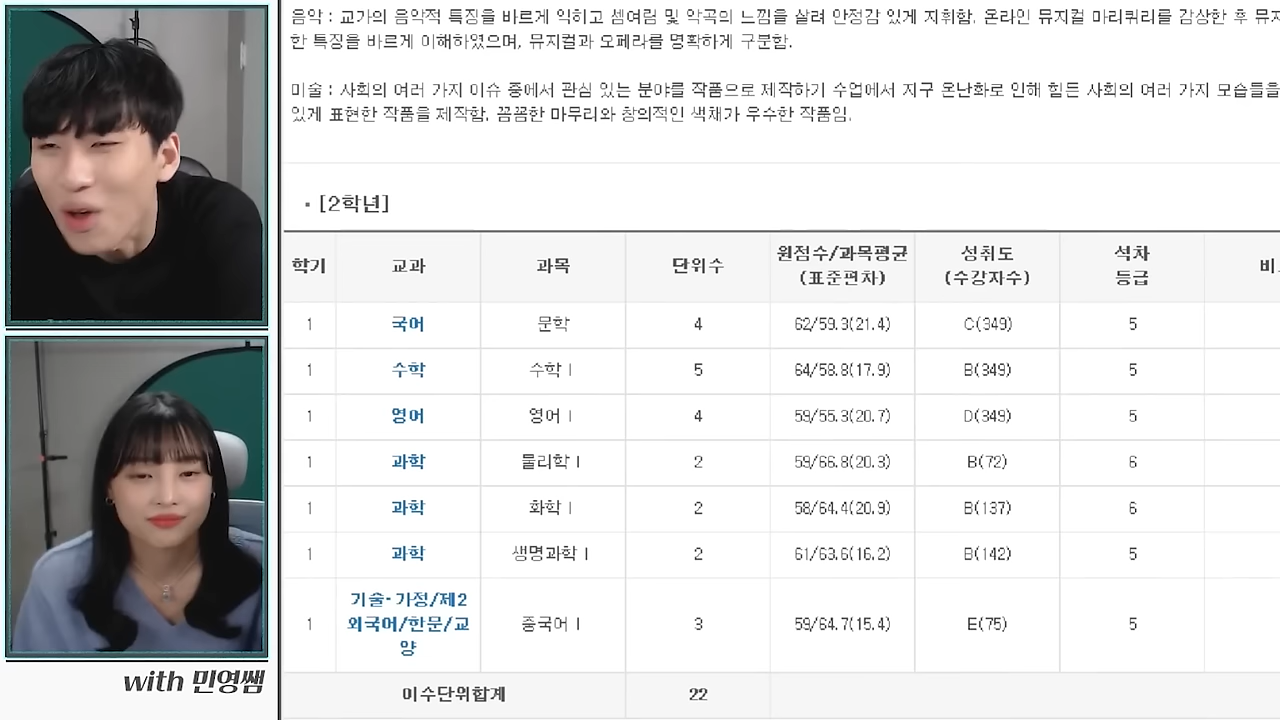 음악 : 교가의 음악적 특징을 바르게 익히고 셈여림 및 악곡의 느낌을 살려 안정감 있게 지휘함. 온라인 뮤지컬 마리퀴리를 감상한 후 뮤지
한 특징을 바르게 이해하였으며, 뮤지컬과 오페라를 명확하게 구분함.
미술 : 사회의 여러 가지 이슈 중에서 관심 있는 분야를 작품으로 제작하기 수업에서 지구 온난화로 인해 힘든 사회의 여러 가지 모습들을
있게 표현한 작품을 제작함. 꼼꼼한 마무리와 창의적인 색채가 우수한 작품임.
▪ [2학년]
학기 교과 과목 단위수 원점수/과목평균 (표준편차) 성취도 (수강자수) 석차 등급 비
1 국어 문학 4 62/59.3(21.4) C(349) 5
1 수학 수학Ⅰ 5 64/58.8(17.9) B(349) 5
1 영어 영어Ⅰ 4 59/55.3(20.7) D(349) 5
1 과학 물리학Ⅰ 2 59/66.8(20.3) B(72) 6
1 과학 화학Ⅰ 2 58/64.4(20.9) B(137) 6
1 과학 생명과학Ⅰ 2 61/63.6(16.2) B(142) 5
1 기술·가정/제2외국어/한문/교양 중국어Ⅰ 3 59/64.7(15.4) E(75) 5
이수단위합계 22
with 민영쌤